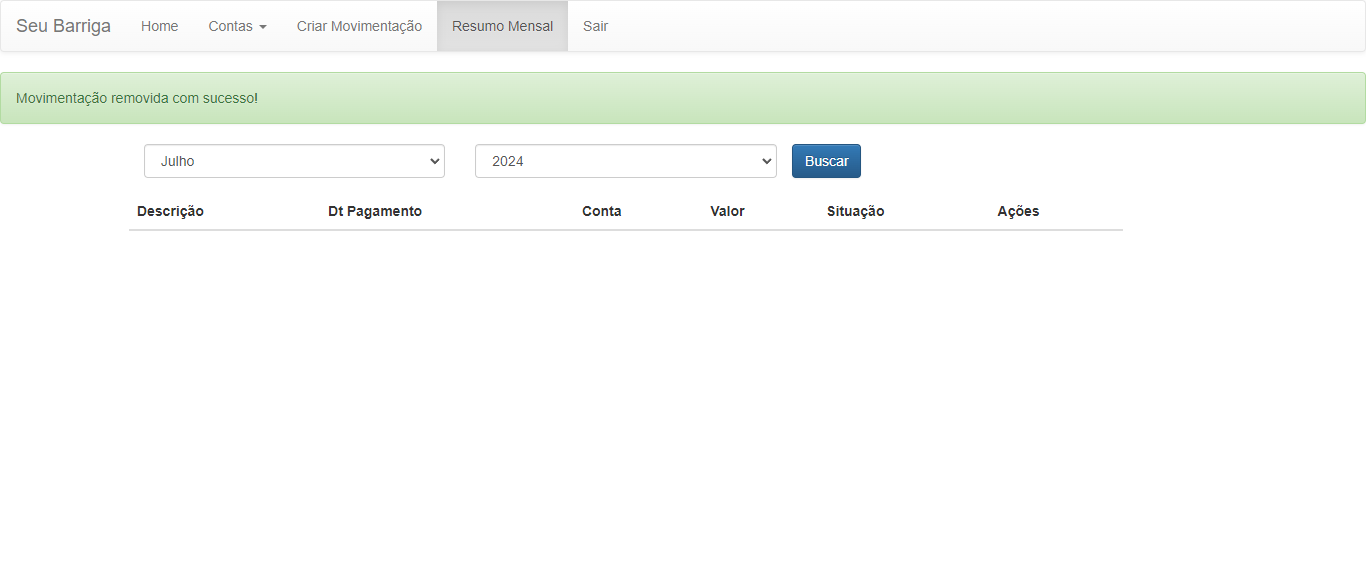 Seu Barriga Home Contas Criar Movimentação Resumo Mensal Sair
Movimentação removida com sucesso!
Julho 2024 Buscar
Descrição Dt Pagamento Conta Valor Situação Ações